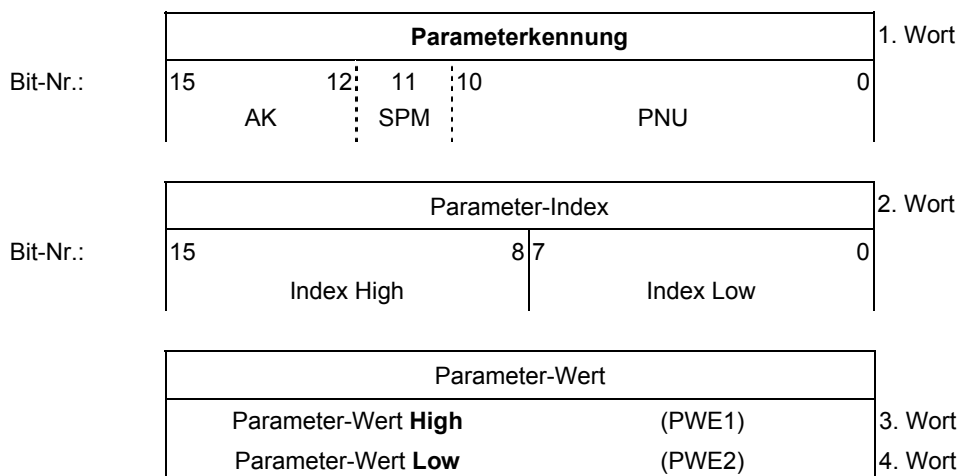 Parameterkennung 1. Wort
Bit-Nr.: 15 12 11 10 0
AK SPM PNU
Parameter-Index 2. Wort
Bit-Nr.: 15 8 7 0
Index High Index Low
Parameter-Wert
Parameter-Wert High (PWE1) 3. Wort
Parameter-Wert Low (PWE2) 4. Wort